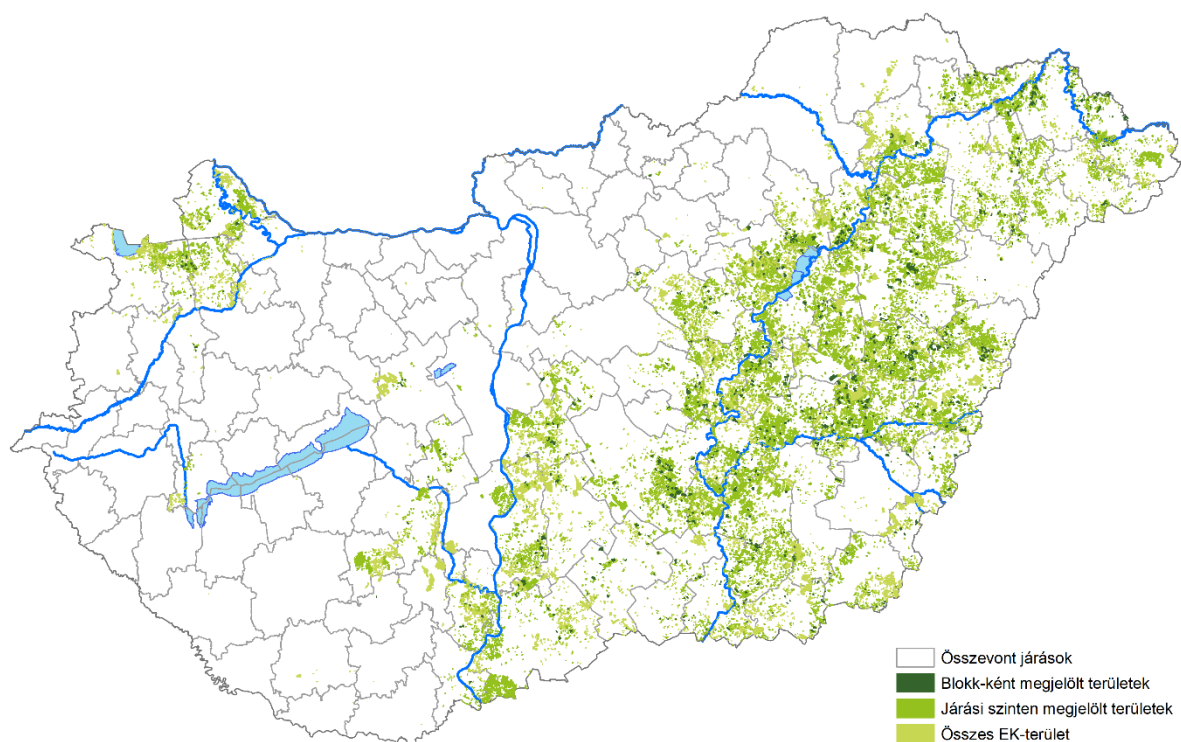 Összevont járások
Blokk-ként megjelölt területek
Járási szinten megjelölt területek
Összes EK-terület